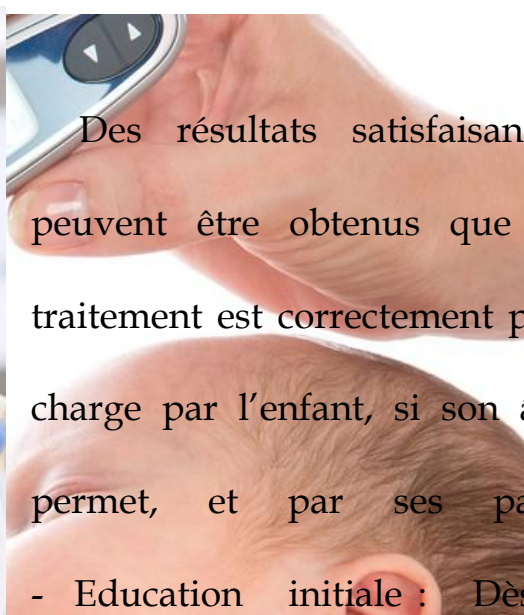 Des résultats satisfaisan
peuvent être obtenus que
traitement est correctement p
charge par l'enfant, si son
permet, et par ses pa
- Education initiale : Dès